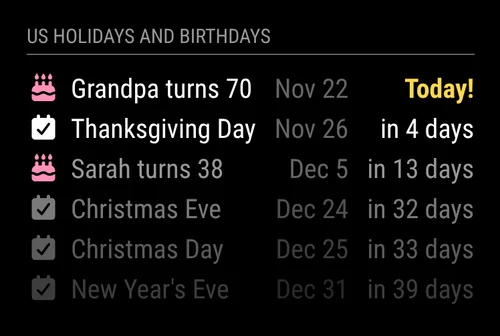 US HOLIDAYS AND BIRTHDAYS
Grandpa turns 70 Nov 22 Today!
Thanksgiving Day Nov 26 in 4 days
Sarah turns 38 Dec 5 in 13 days
Christmas Eve Dec 24 in 32 days
Christmas Day Dec 25 in 33 days
New Year's Eve Dec 31 in 39 days